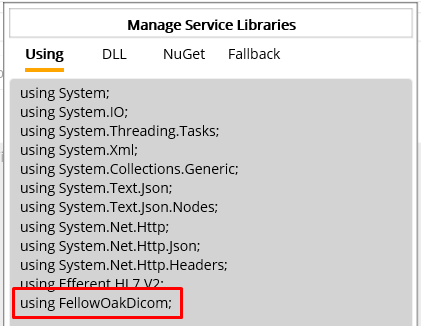 Manage Service Libraries
Using DLL NuGet Fallback
using System;
using System.IO;
using System.Threading.Tasks;
using System.Xml;
using System.Collections.Generic;
using System.Text.Json;
using System.Text.Json.Nodes;
using System.Net.Http;
using System.Net.Http.Json;
using System.Net.Http.Headers;
using Efferent.HL7.V2;
using FellowOakDicom;